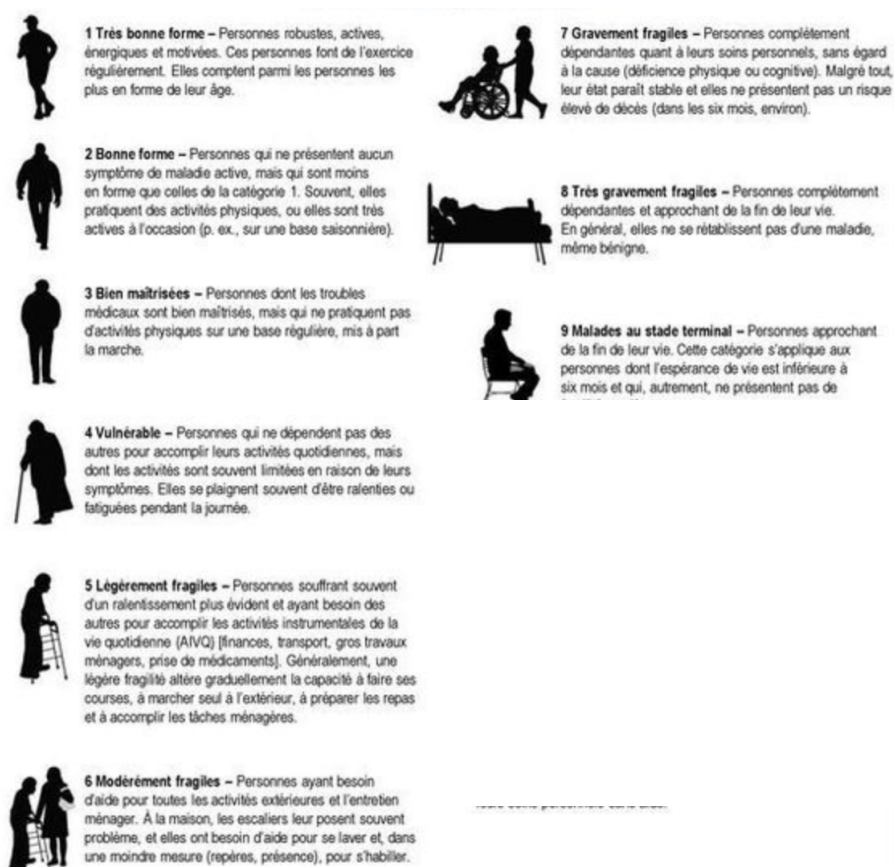 1 Très bonne forme – Personnes robustes, actives,
énergiques et motivées. Ces personnes font de l'exercice
régulièrement. Elles comptent parmi les personnes les
plus en forme de leur âge.
2 Bonne forme – Personnes qui ne présentent aucun
symptôme de maladie active, mais qui sont moins
en forme que celles de la catégorie 1. Souvent, elles
pratiquent des activités physiques, ou elles sont très
actives à l'occasion (p. ex., sur une base saisonnière).
3 Bien maîtrisées – Personnes dont les troubles
médicaux sont bien maîtrisés, mais qui ne pratiquent pas
d'activités physiques sur une base régulière, mis à part
la marche.
4 Vulnérable – Personnes qui ne dépendent pas des
autres pour accomplir leurs activités quotidiennes, mais
dont les activités sont souvent limitées en raison de leurs
symptômes. Elles se plaignent souvent d'être ralenties ou
fatiguées pendant la journée.
5 Légèrement fragiles – Personnes souffrant souvent
d'un ralentissement plus évident et ayant besoin des
autres pour accomplir les activités instrumentales de la
vie quotidienne (AIVQ) [finances, transport, gros travaux
ménagers, prise de médicaments]. Généralement, une
légère fragilité altère graduellement la capacité à faire ses
courses, à marcher seul à l'extérieur, à préparer les repas
et à accomplir les tâches ménagères.
6 Modérément fragiles – Personnes ayant besoin
d'aide pour toutes les activités extérieures et l'entretien
ménager. À la maison, les escaliers leur posent souvent
problème, et elles ont besoin d'aide pour se laver et, dans
une moindre mesure (repères, présence), pour s'habiller.
7 Gravement fragiles – Personnes complètement
dépendantes quant à leurs soins personnels, sans égard
à la cause (déficience physique ou cognitive). Malgré tout,
leur état paraît stable et elles ne présentent pas un risque
élevé de décès (dans les six mois, environ).
8 Très gravement fragiles – Personnes complètement
dépendantes et approchant de la fin de leur vie.
En général, elles ne se rétablissent pas d'une maladie,
même bénigne.
9 Malades au stade terminal – Personnes approchant
de la fin de leur vie. Cette catégorie s'applique aux
personnes dont l'espérance de vie est inférieure à
six mois et qui, autrement, ne présentent pas de